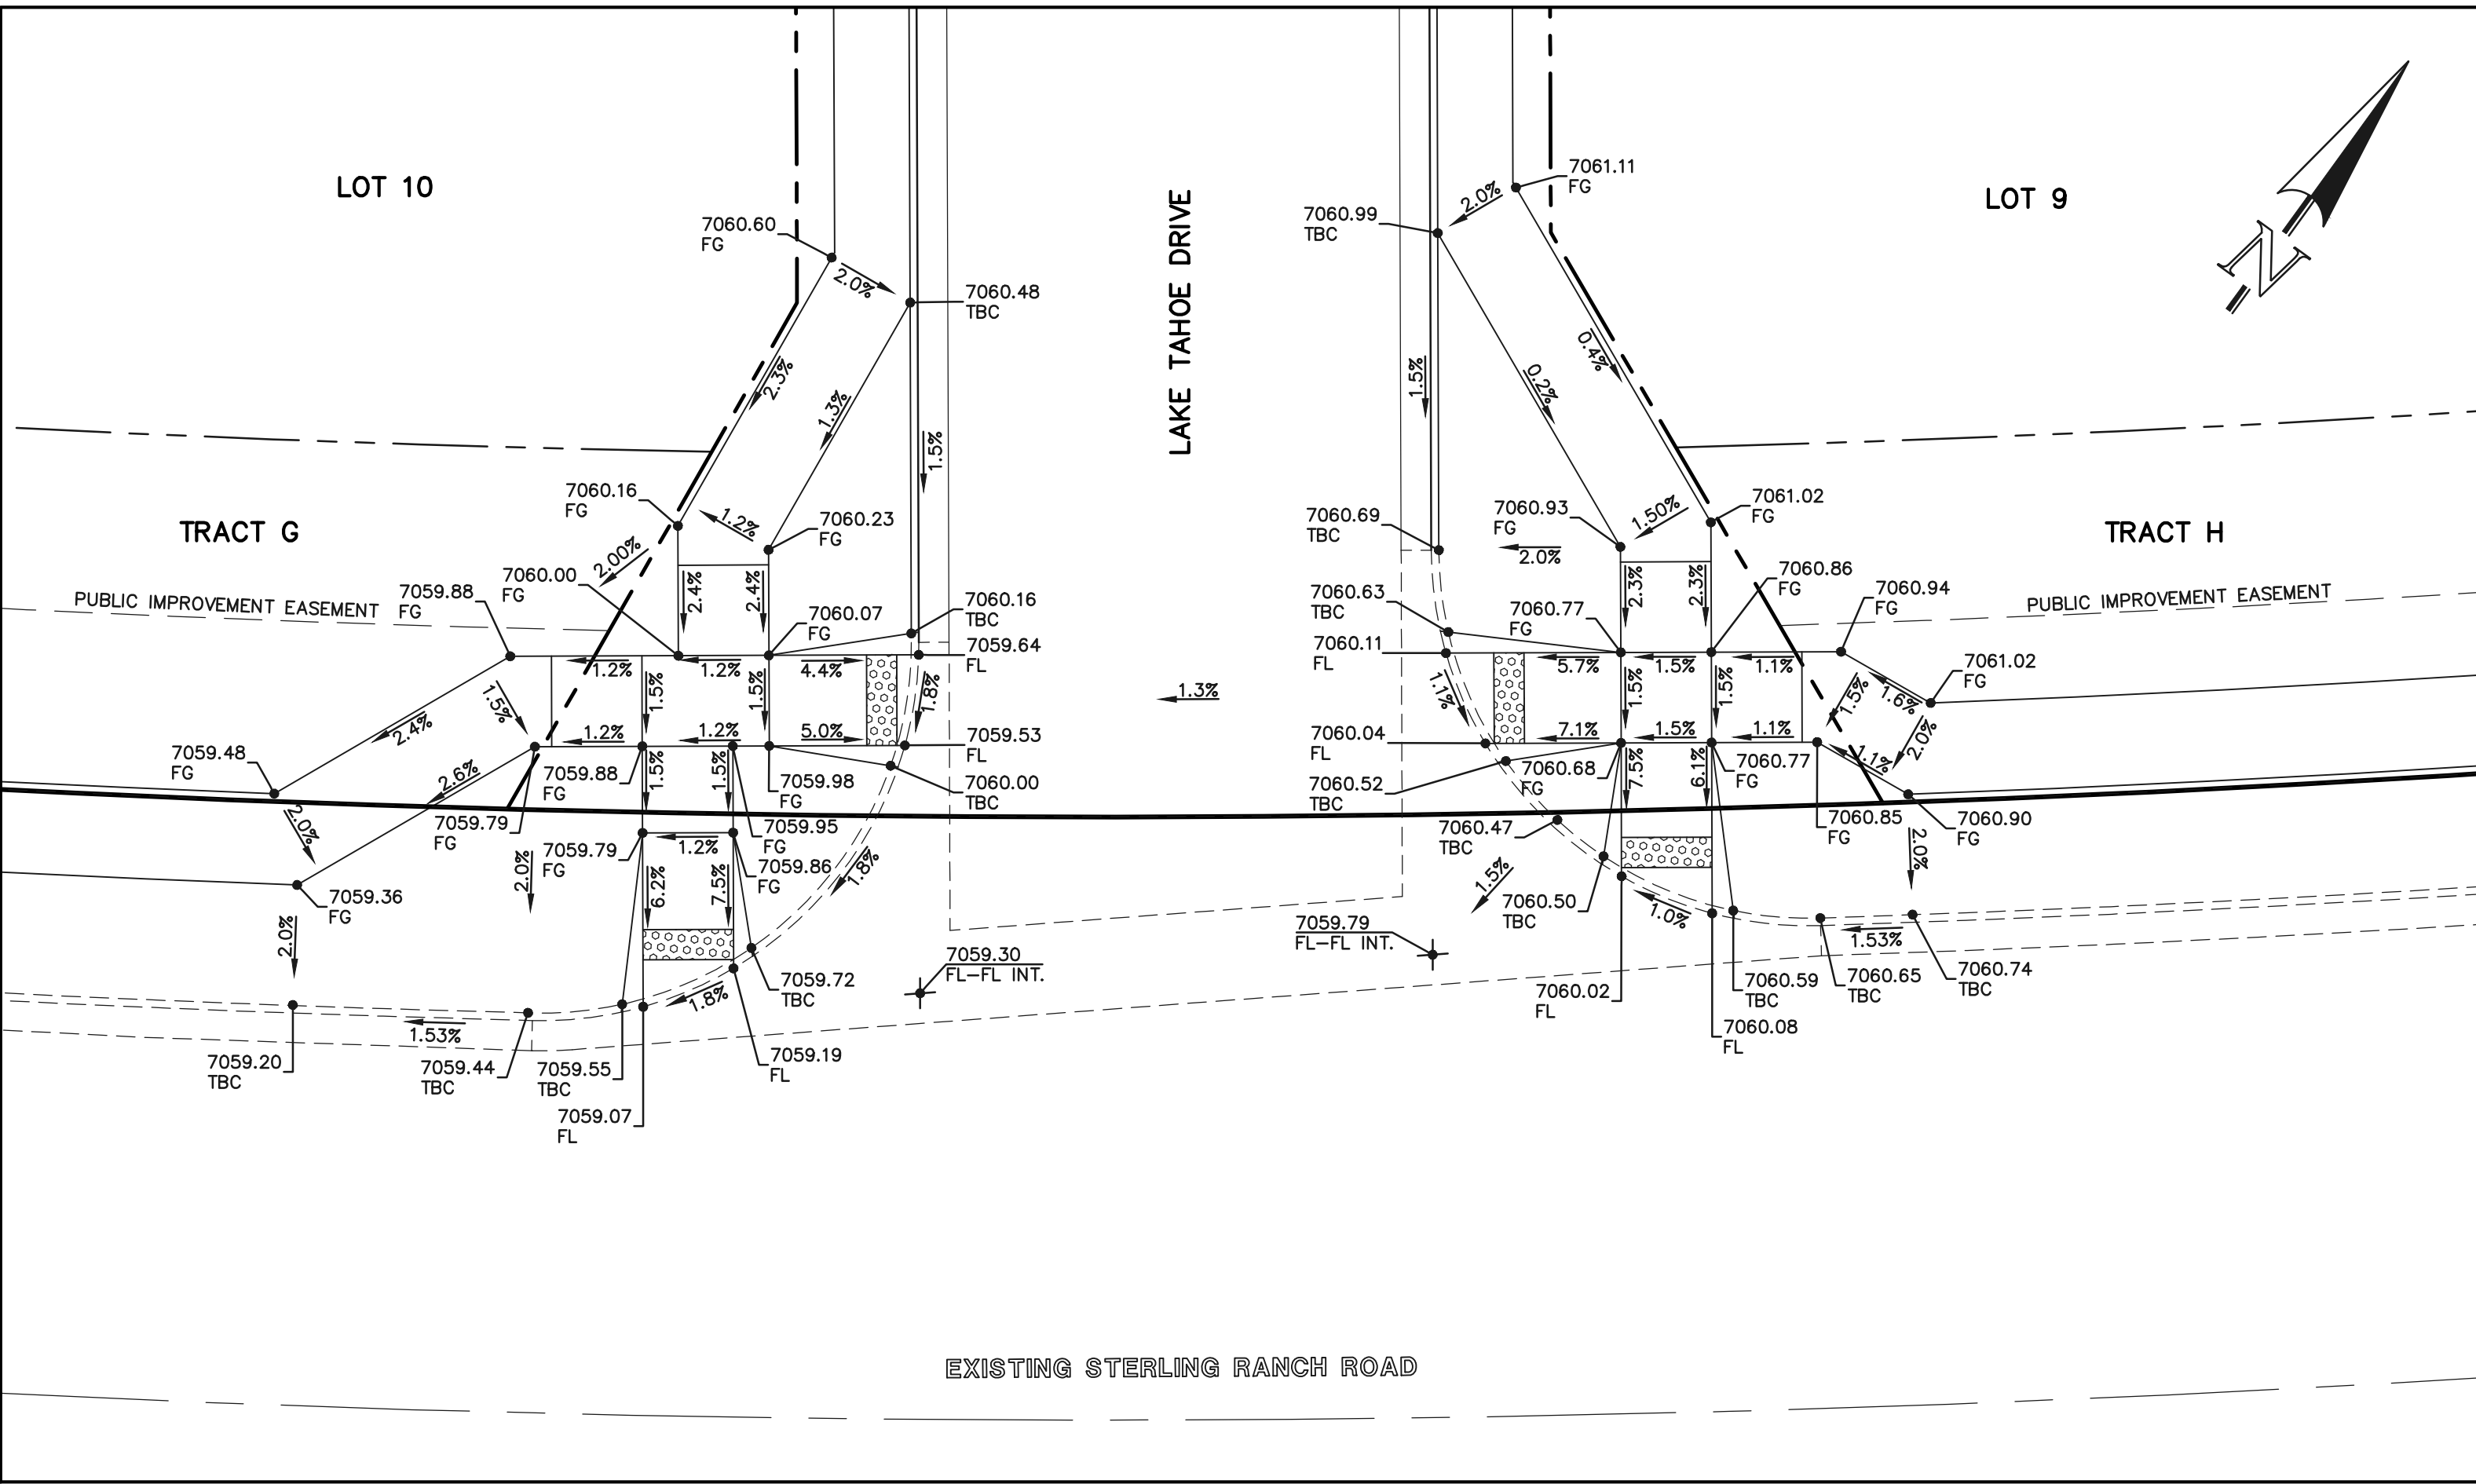 LOT 10
LOT 9
LAKE TAHOE DRIVE
N
7061.11
FG
2.0%
7060.99
TBC
7060.60
FG
2.0%
7060.48
TBC
2.3%
1.3%
1.5%
1.5%
0.2%
0.4%
TRACT G
TRACT H
7060.16
FG
1.2%
7060.23
FG
7060.69
TBC
7060.93
FG
1.50%
7061.02
FG
2.0%
2.00%
7060.00
FG
7059.88
FG
PUBLIC IMPROVEMENT EASEMENT
PUBLIC IMPROVEMENT EASEMENT
2.4%
2.4%
7060.07
FG
7060.16
TBC
7059.64
FL
7060.63
TBC
7060.11
FL
7060.77
FG
2.3%
2.3%
7060.86
FG
7060.94
FG
7061.02
FG
1.2%
1.2%
4.4%
5.7%
1.5%
1.1%
1.5%
1.5%
1.5%
1.8%
1.3%
1.1%
1.5%
1.5%
1.5%
1.6%
2.0%
2.4%
1.2%
1.2%
5.0%
7059.53
FL
7060.04
FL
7.1%
1.5%
1.1%
1.1%
7059.48
FG
2.6%
7059.88
FG
1.5%
1.5%
7059.98
FG
7060.00
TBC
7060.52
TBC
7060.68
FG
7.5%
6.1%
7060.77
FG
2.0%
7059.79
FG
7059.95
FG
7060.47
TBC
7060.85
FG
7060.90
FG
7059.79
FG
1.2%
7059.86
FG
1.8%
2.0%
6.2%
7.5%
1.5%
2.0%
7059.36
FG
7060.50
TBC
1.0%
2.0%
7059.79
FL-FL INT.
1.53%
7059.30
FL-FL INT.
7059.72
TBC
1.8%
7060.02
FL
7060.59
TBC
7060.65
TBC
7060.74
TBC
1.53%
7060.08
FL
7059.20
TBC
7059.44
TBC
7059.55
TBC
7059.19
FL
7059.07
FL
EXISTING STERLING RANCH ROAD